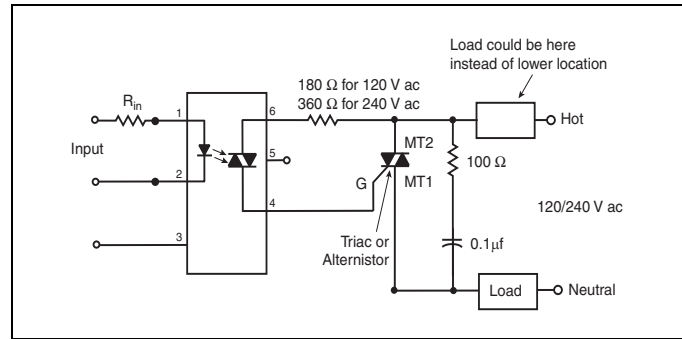 Load could be here
instead of lower location
180 Ω for 120 V ac
360 Ω for 240 V ac
Rin
1
6
Hot
Input
5
MT2
100 Ω
2
G
MT1
4
120/240 V ac
3
Triac or
Alternistor
0.1µf
Load
Neutral